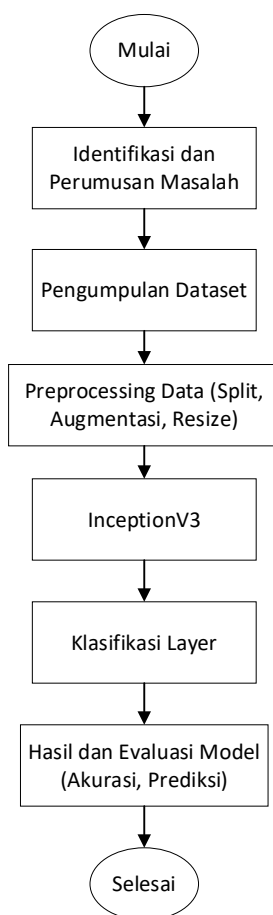 Mulai
Identifikasi dan
Perumusan Masalah
Pengumpulan Dataset
Preprocessing Data (Split,
Augmentasi, Resize)
InceptionV3
Klasifikasi Layer
Hasil dan Evaluasi Model
(Akurasi, Prediksi)
Selesai